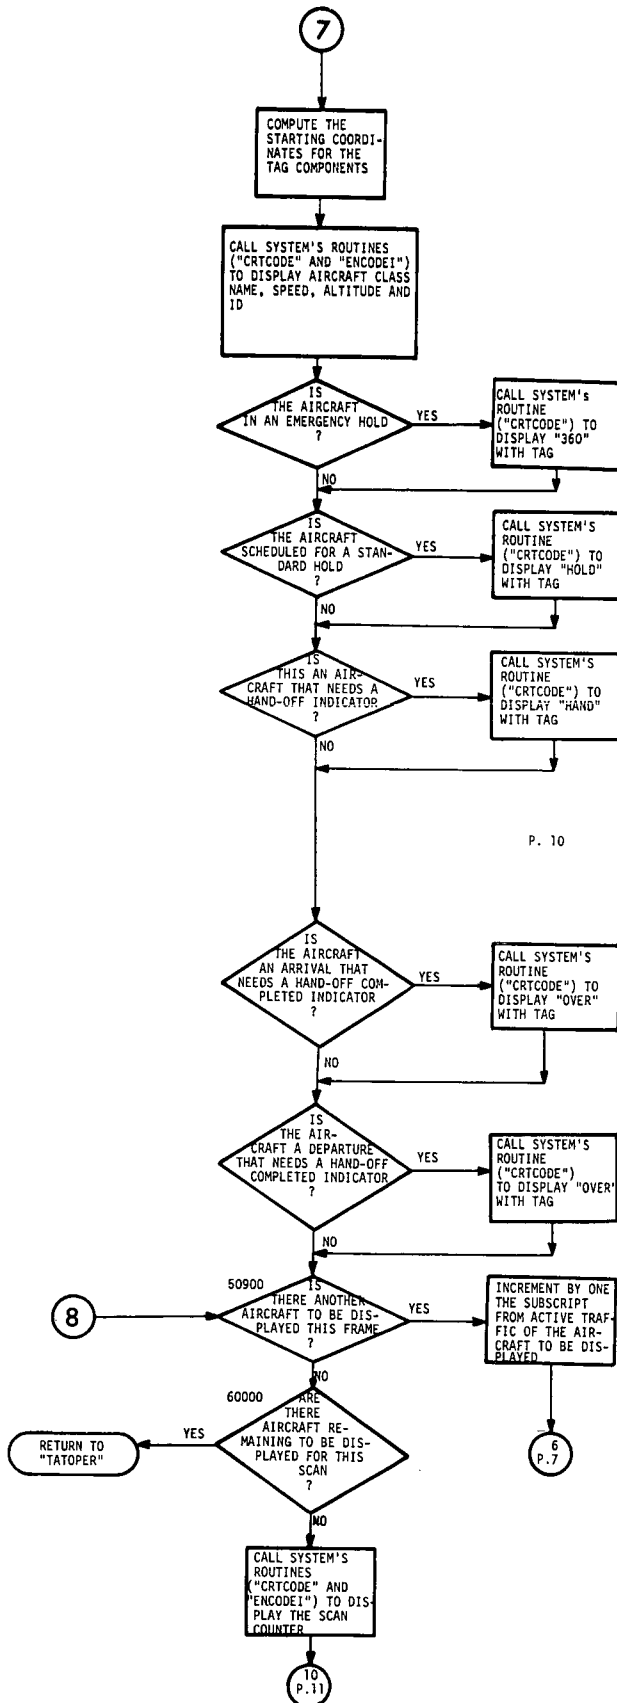 7
COMPUTE THE
STARTING COORDI-
NATES FOR THE
TAG COMPONENTS
CALL SYSTEM'S ROUTINES
("CRTCODE" AND "ENCODEI")
TO DISPLAY AIRCRAFT CLASS
NAME, SPEED, ALTITUDE AND
ID
IS
THE AIRCRAFT
IN AN EMERGENCY HOLD
?
YES
CALL SYSTEM's
ROUTINE
("CRTCODE") TO
DISPLAY "360"
WITH TAG
NO
IS
THE AIRCRAFT
SCHEDULED FOR A STAN-
DARD HOLD
?
YES
CALL SYSTEM'S
ROUTINE
("CRTCODE") TO
DISPLAY "HOLD"
WITH TAG
NO
IS
THIS AN AIR-
CRAFT THAT NEEDS A
HAND-OFF INDICATOR
?
YES
CALL SYSTEM'S
ROUTINE
("CRTCODE") TO
DISPLAY "HAND"
WITH TAG
NO
P. 10
IS
THE AIRCRAFT
AN ARRIVAL THAT
NEEDS A HAND-OFF COM-
PLETED INDICATOR
?
YES
CALL SYSTEM'S
ROUTINE
("CRTCODE") TO
DISPLAY "OVER"
WITH TAG
NO
IS
THE AIR-
CRAFT A DEPARTURE
THAT NEEDS A HAND-OFF
COMPLETED INDICATOR
?
YES
CALL SYSTEM'S
ROUTINE
("CRTCODE")
TO DISPLAY "OVER"
WITH TAG
NO
8
50900
IS
THERE ANOTHER
AIRCRAFT TO BE DIS-
PLAYED THIS FRAME
?
YES
INCREMENT BY ONE
THE SUBSCRIPT
FROM ACTIVE TRAF-
FIC OF THE AIR-
CRAFT TO BE DIS-
PLAYED
NO
6
P.7
60000
ARE
THERE
AIRCRAFT RE-
MAINING TO BE DIS-
PLAYED FOR THIS
SCAN
?
YES
RETURN TO
"TATOPER"
NO
CALL SYSTEM'S
ROUTINES
("CRTCODE" AND
"ENCODEI") TO DIS-
PLAY THE SCAN
COUNTER
10
P.11